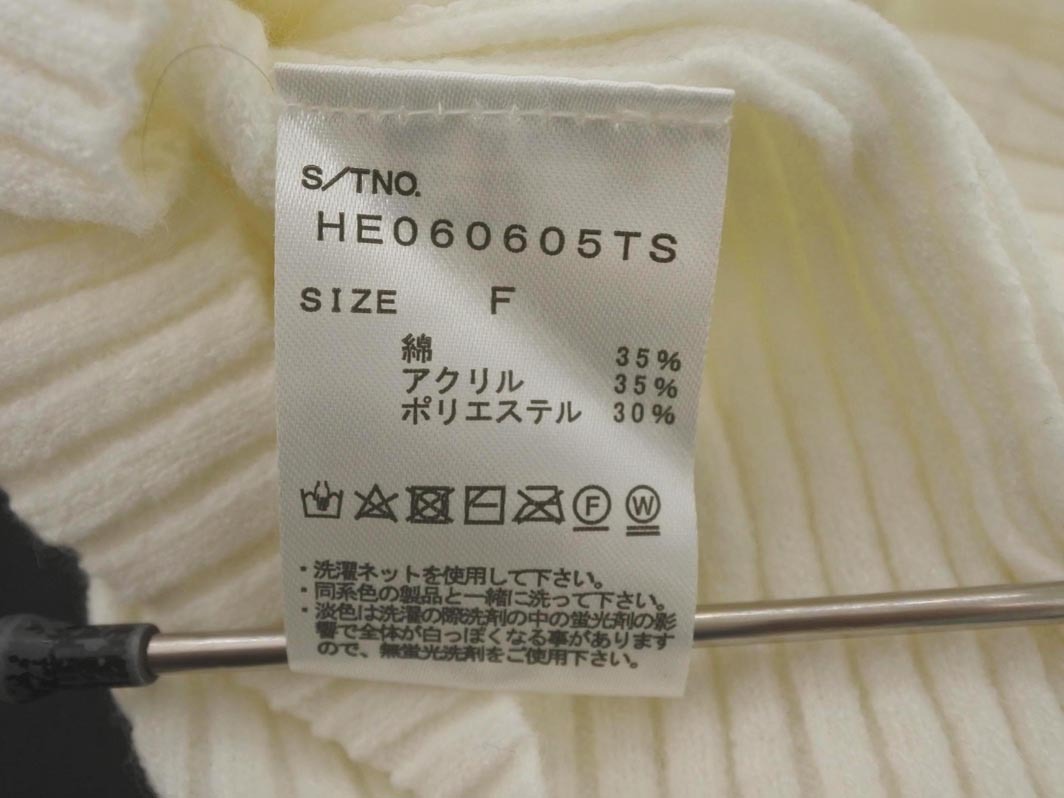 S/TNO.
HE060605TS
SIZE F
綿 35%
アクリル 35%
ポリエステル 30%
F W
・洗濯ネットを使用して下さい。
・同系色の製品と一緒に洗って下さい。
・淡色は洗濯の際洗剤の中の蛍光剤の影
響で全体が白っぽくなる事があります
ので、無蛍光洗剤をご使用下さい。